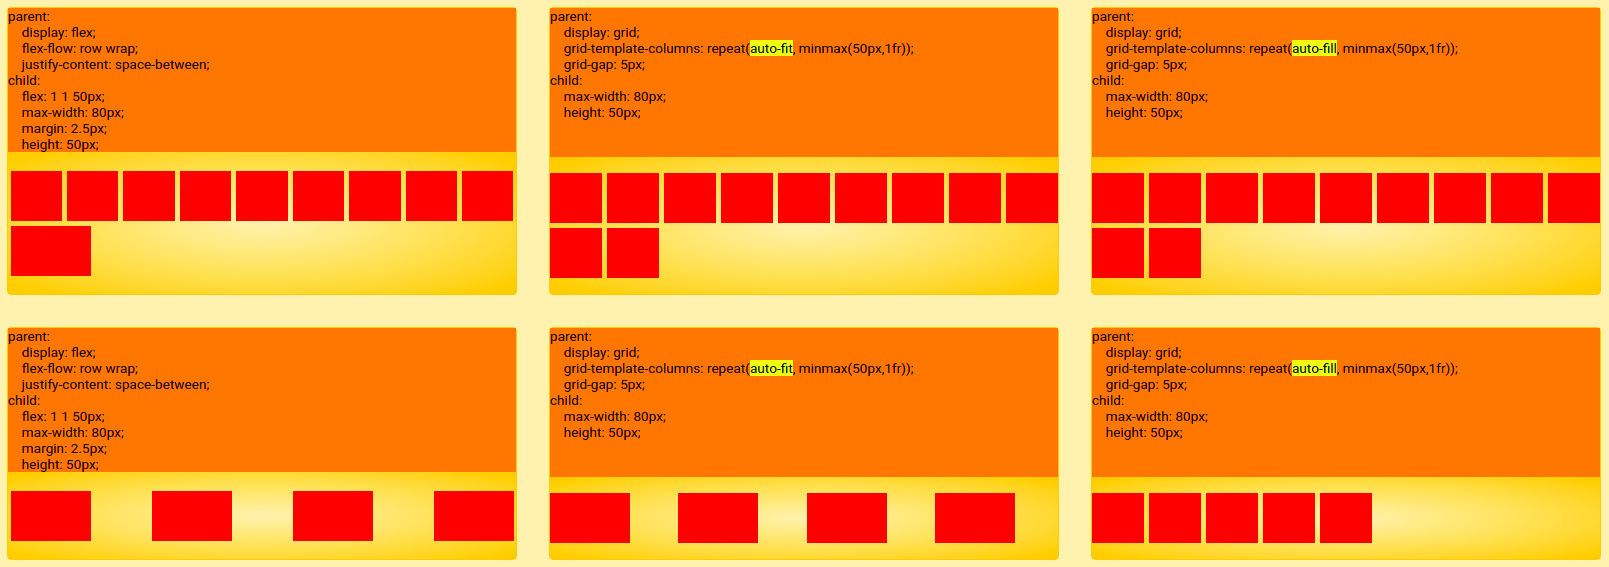 parent:
display: flex;
flex-flow: row wrap;
justify-content: space-between;
child:
flex: 1 1 50px;
max-width: 80px;
margin: 2.5px;
height: 50px;
parent:
display: grid;
grid-template-columns: repeat(auto-fit, minmax(50px,1fr));
grid-gap: 5px;
child:
max-width: 80px;
height: 50px;
parent:
display: grid;
grid-template-columns: repeat(auto-fill, minmax(50px,1fr));
grid-gap: 5px;
child:
max-width: 80px;
height: 50px;
parent:
display: flex;
flex-flow: row wrap;
justify-content: space-between;
child:
flex: 1 1 50px;
max-width: 80px;
margin: 2.5px;
height: 50px;
parent:
display: grid;
grid-template-columns: repeat(auto-fit, minmax(50px,1fr));
grid-gap: 5px;
child:
max-width: 80px;
height: 50px;
parent:
display: grid;
grid-template-columns: repeat(auto-fill, minmax(50px,1fr));
grid-gap: 5px;
child:
max-width: 80px;
height: 50px;